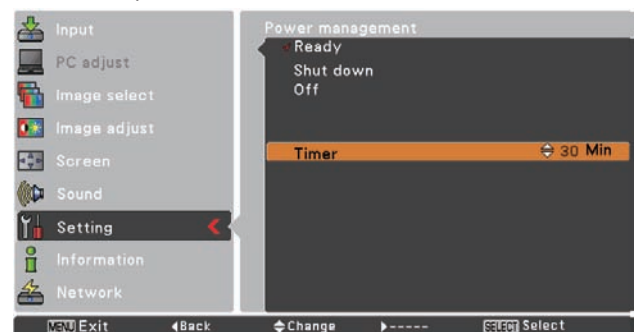 Input
PC adjust
Image select
Image adjust
Screen
Sound
Setting
Information
Network
Power management
Ready
Shut down
Off
Timer 30 Min
MENU Exit Back Change ----- SELECT Select